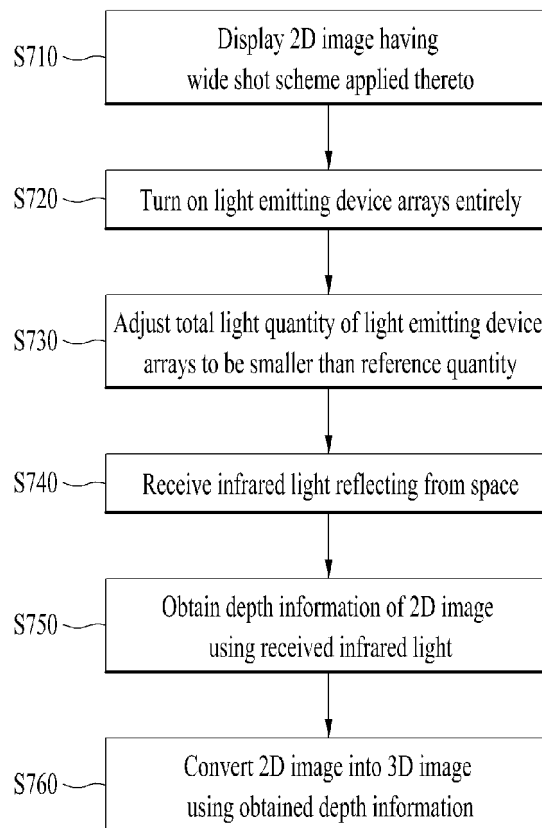 S710
Display 2D image having
wide shot scheme applied thereto
S720
Turn on light emitting device arrays entirely
S730
Adjust total light quantity of light emitting device
arrays to be smaller than reference quantity
S740
Receive infrared light reflecting from space
S750
Obtain depth information of 2D image
using received infrared light
S760
Convert 2D image into 3D image
using obtained depth information